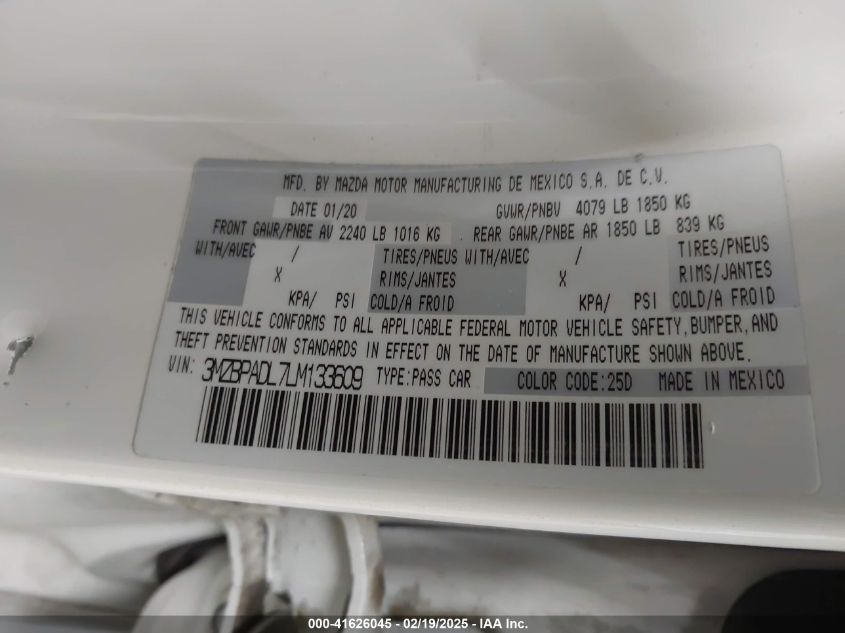 MFD. BY MAZDA MOTOR MANUFACTURING DE MEXICO S.A. DE C.V.
DATE 01/20 GVWR/PNBV 4079 LB 1850 KG
FRONT GAWR/PNBE AV 2240 LB 1016 KG . REAR GAWR/PNBE AR 1850 LB 839 KG
WITH/AVEC / TIRES/PNEUS WITH/AVEC / TIRES/PNEUS
X RIMS/JANTES X RIMS/JANTES
KPA/ PSI COLD/A FROID KPA/ PSI COLD/A FROID
THIS VEHICLE CONFORMS TO ALL APPLICABLE FEDERAL MOTOR VEHICLE SAFETY,BUMPER,AND
THEFT PREVENTION STANDARDS IN EFFECT ON THE DATE OF MANUFACTURE SHOWN ABOVE.
VIN: 3MZBPADL7LM133609 TYPE:PASS CAR COLOR CODE:25D MADE IN MEXICO
000-41626045 - 02/19/2025 - IAA Inc.